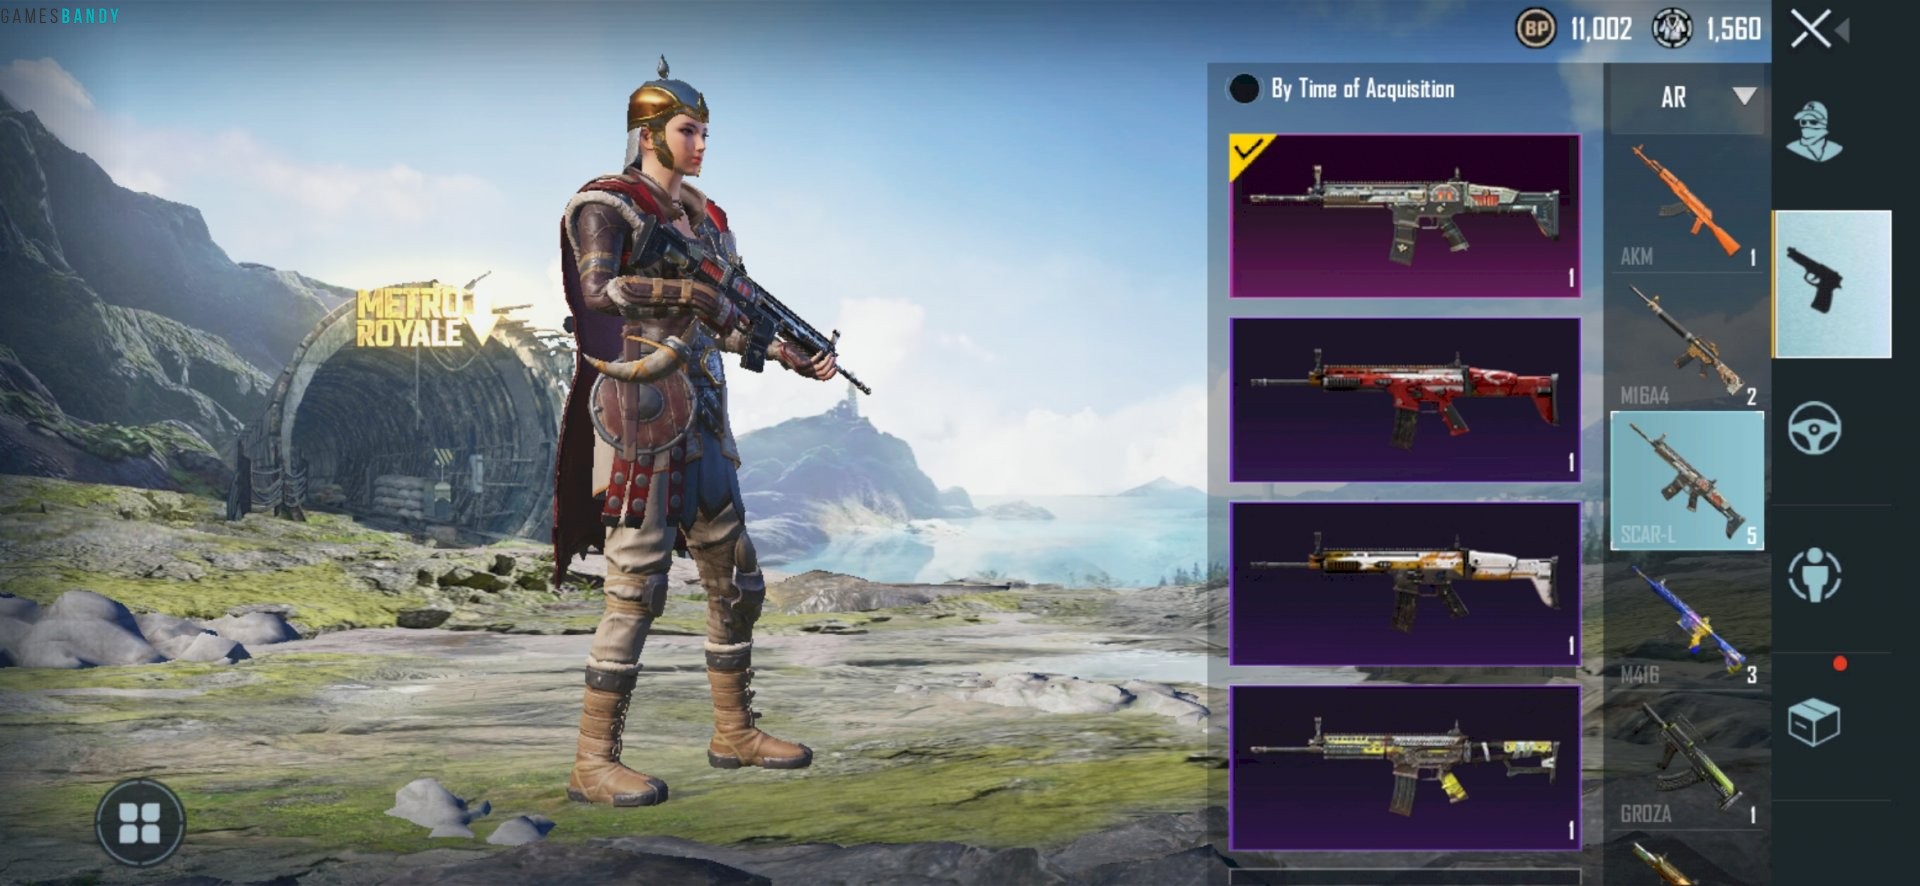 GAMESBANDY
BP 11,002 1,560
By Time of Acquisition
AR
METRO
ROYALE
1
1
1
1
AKM 1
M16A4 2
SCAR-L 5
M416 3
GROZA 1